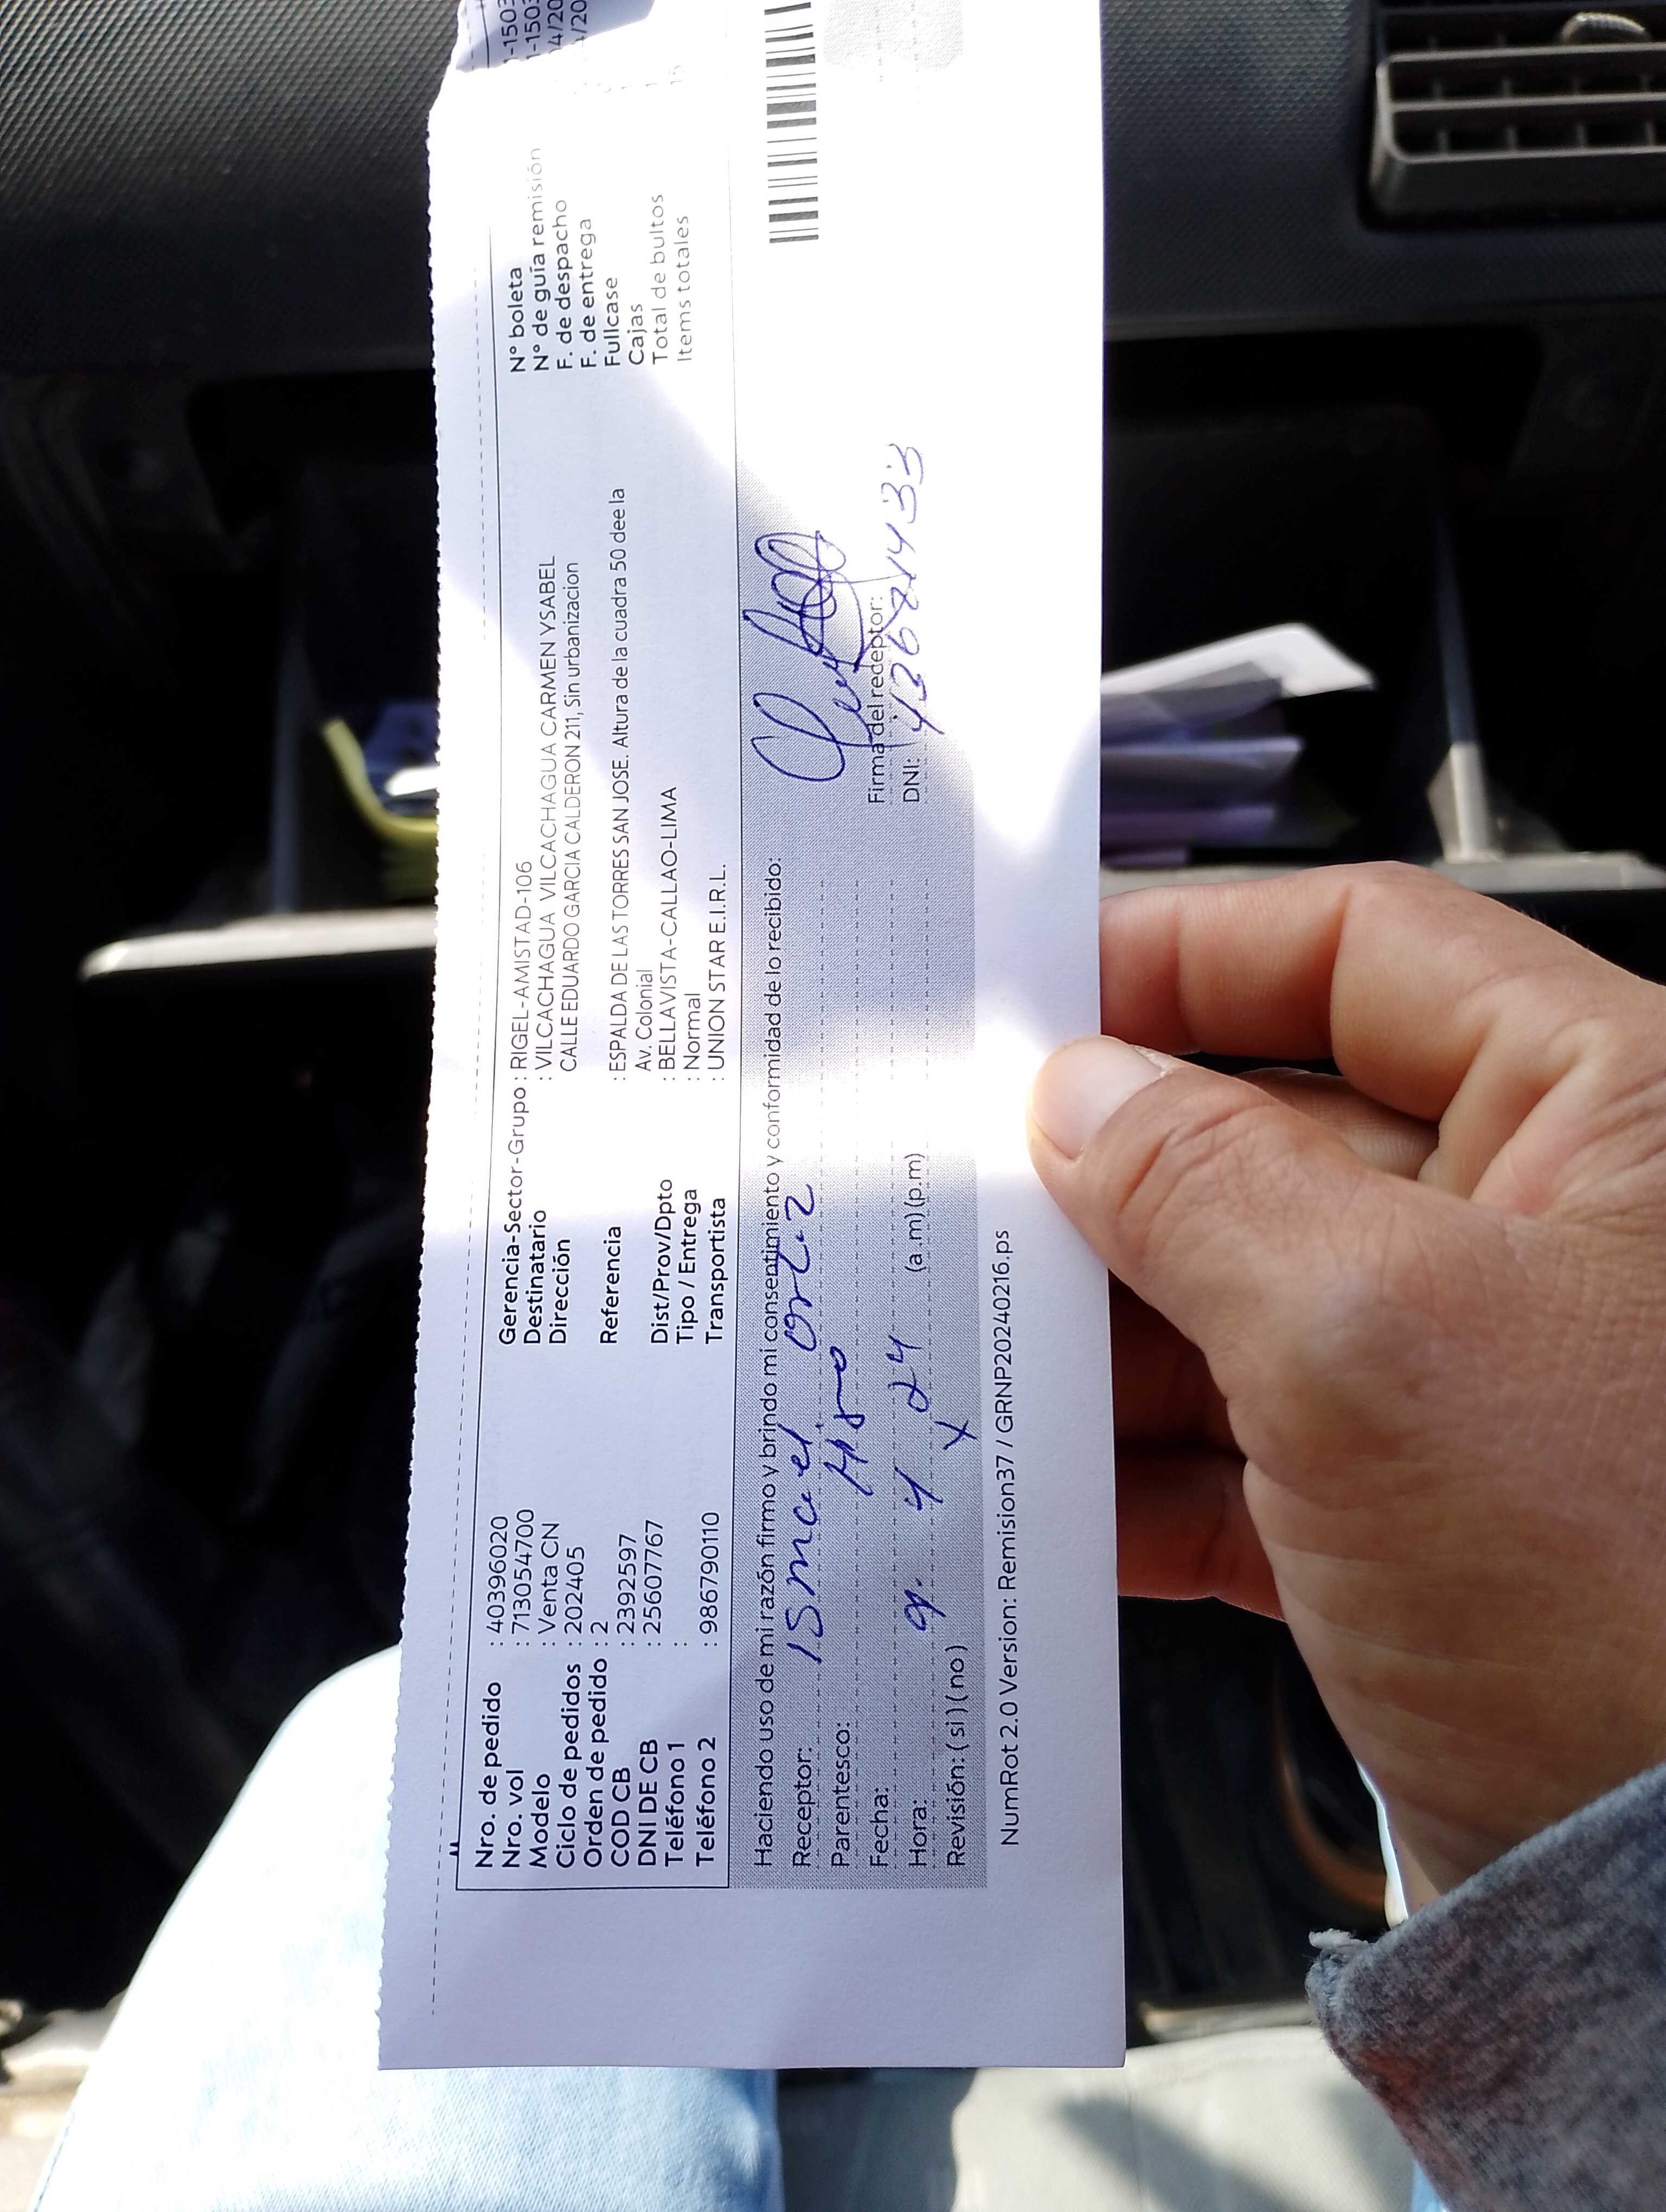 Nro. de pedido : 40396020
Nro. vol : 713054700
Modelo : Venta CN
Ciclo de pedidos : 202405
Orden de pedido : 2
COD CB : 2392597
DNI DE CB : 25607767
Teléfono 1 :
Teléfono 2 : 986790110
Gerencia-Sector-Grupo : RIGEL-AMISTAD-106
Destinatario : VILCACHAGUA VILCACHAGUA CARMEN YSABEL
Dirección CALLE EDUARDO GARCIA CALDERON 211, Sin urbanizacion
Referencia : ESPALDA DE LAS TORRES SAN JOSE. Altura de la cuadra 50 dee la
Av. Colonial
Dist/Prov/Dpto : BELLAVISTA-CALLAO-LIMA
Tipo / Entrega : Normal
Transportista : UNION STAR E.I.R.L.
N° boleta
N° de guía remisión
F. de despacho
F. de entrega
Fullcase
Cajas
Total de bultos
Items totales 15
Haciendo uso de mi razón firmo y brindo mi consentimiento y conformidad de lo recibido:
Receptor: Ismael Ortiz
Parentesco:
Fecha: 9. 4 24
Hora: (a.m)(p.m)
Revisión: (si)(no) X
Firma del receptor:
DNI:
NumRot 2.0 Version: Remision37 / GRNP20240216.ps